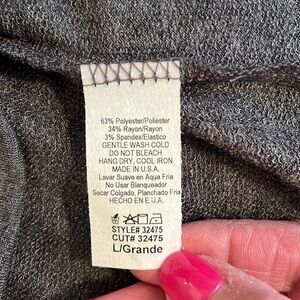 63% Polyester/Poliester
34% Rayon/Rayon
3% Spandex/Elastico
GENTLE WASH COLD
DO NOT BLEACH
HANG DRY, COOL IRON
MADE IN U.S.A.
Lavar Suave en Aqua Fria
No Usar Blanqueador
Secar Colgado, Planchado Fria
HECHO EN E.U.A.
STYLE# 32475
CUT# 32475
L/Grande